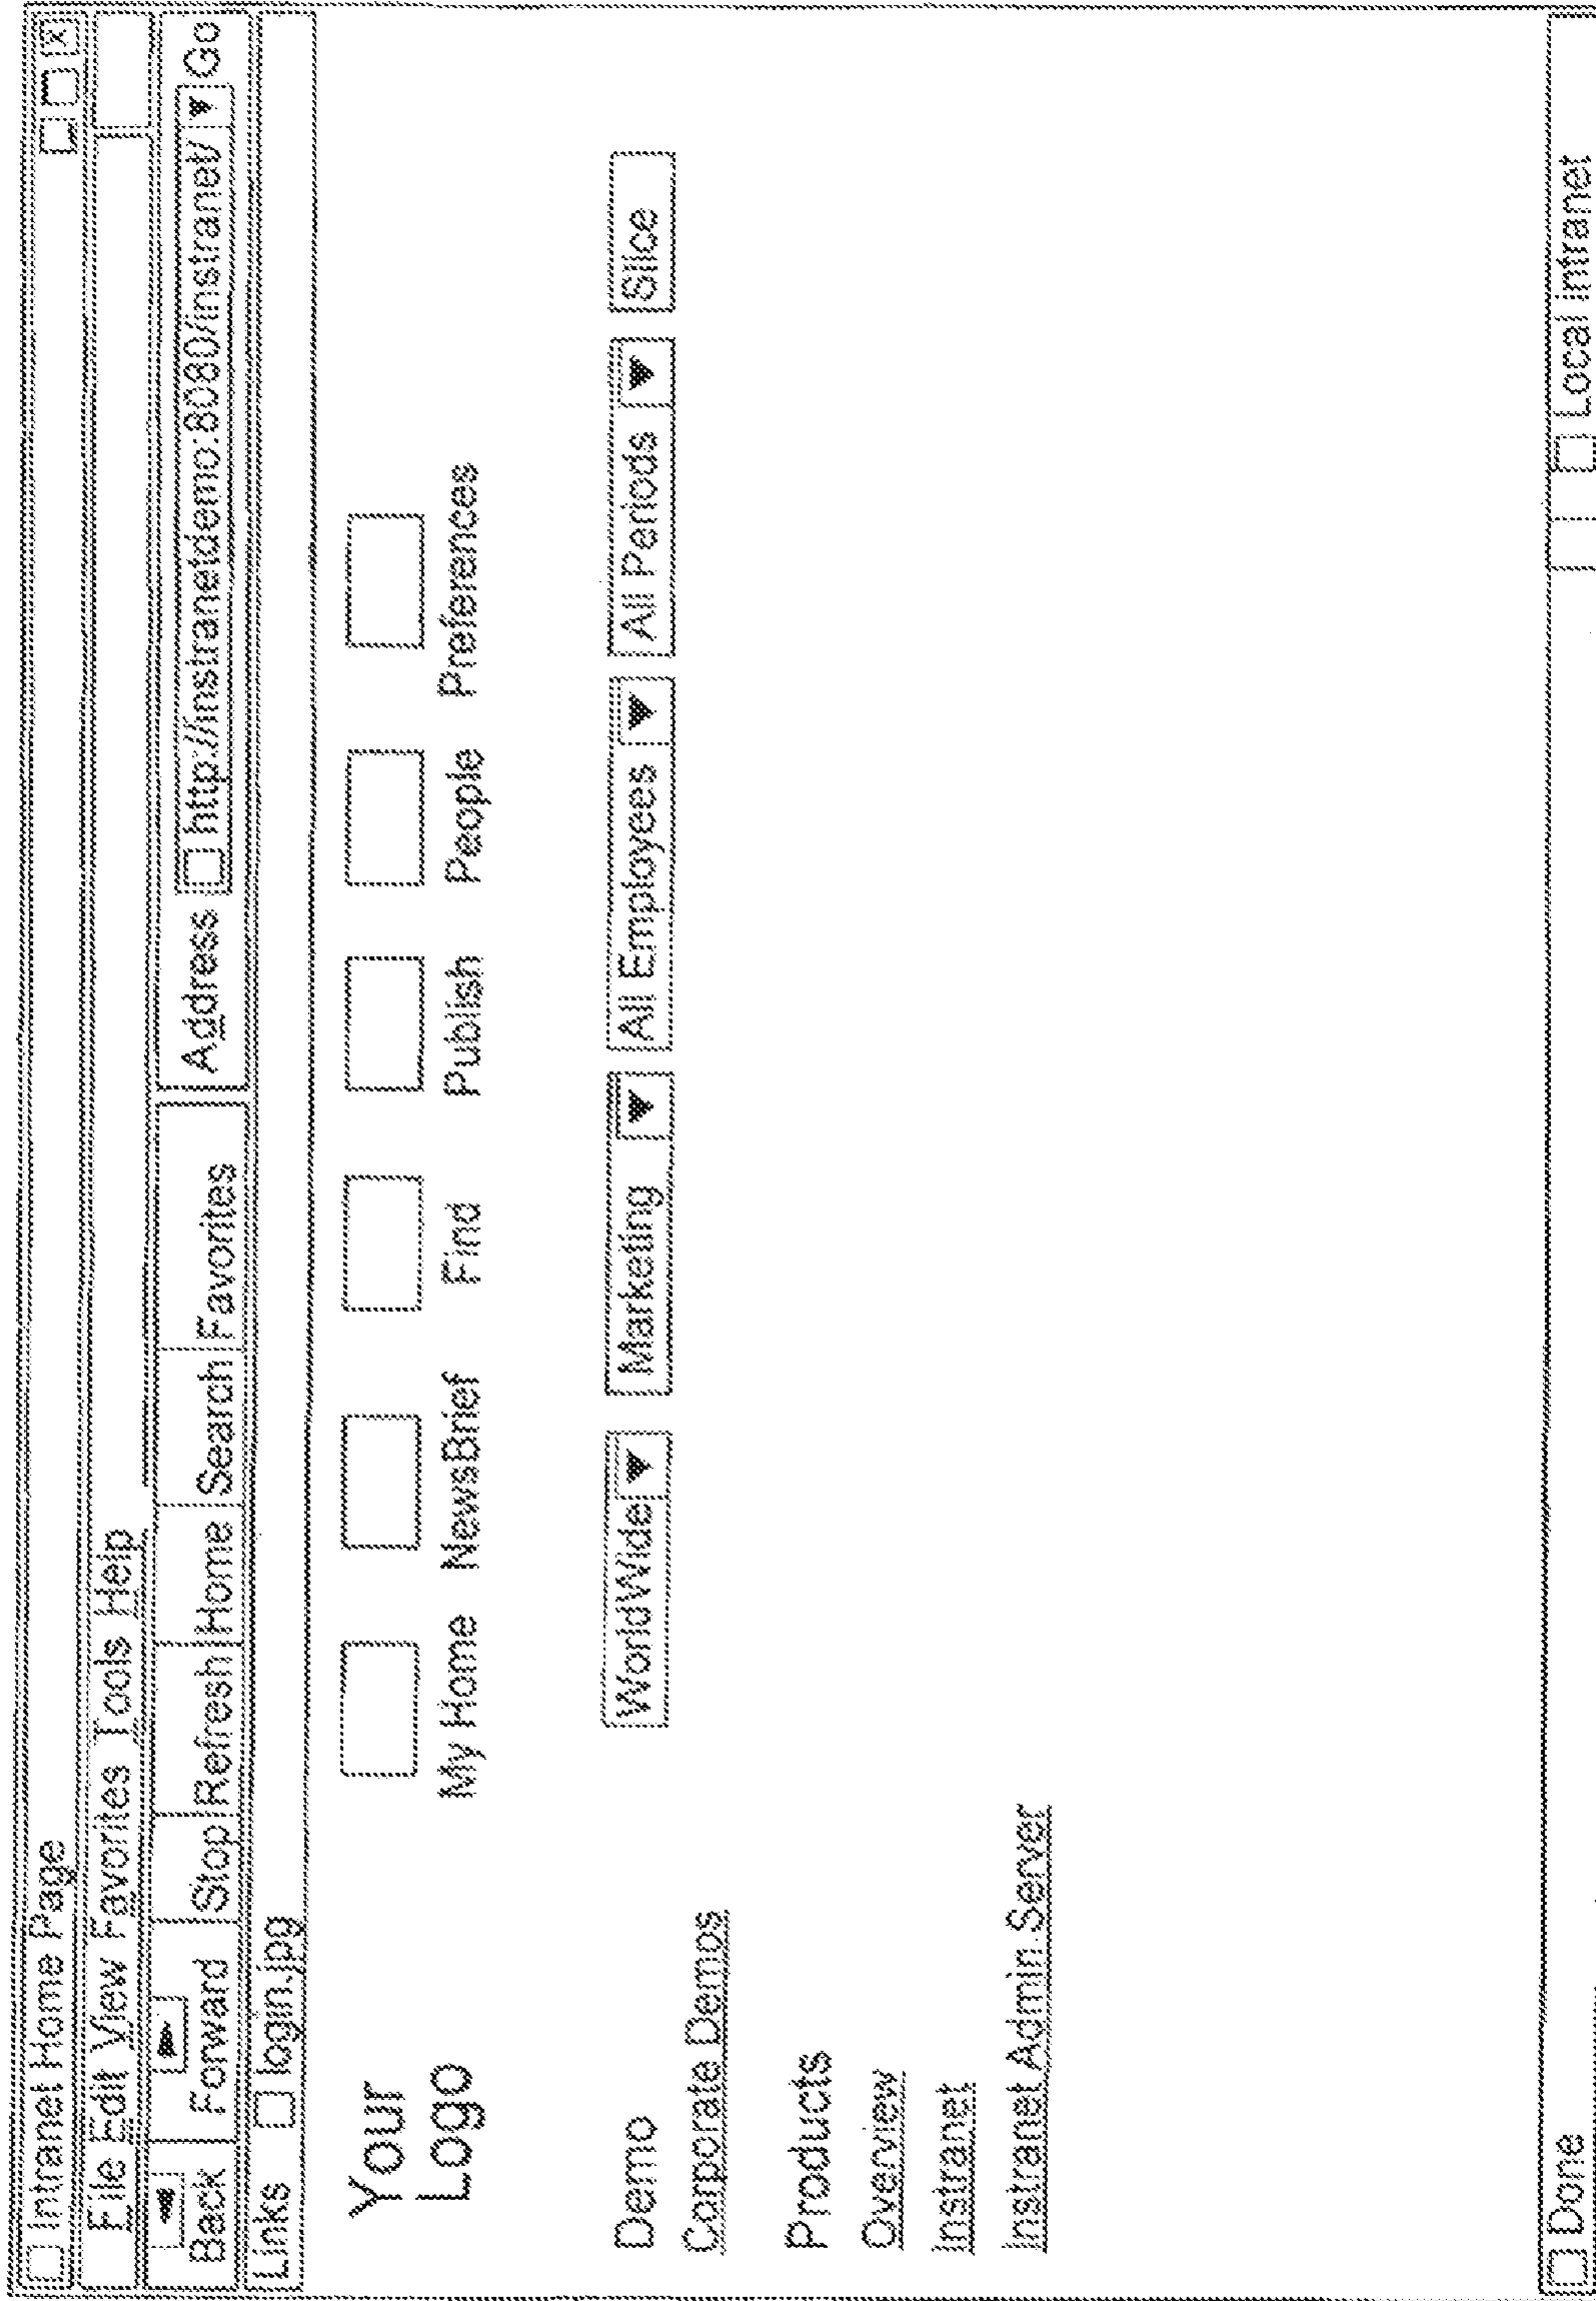 Intranet Home Page
File Edit View Favorites Tools Help
Back Forward Stop Refresh Home Search Favorites Address http://instranetdemo:8080/instranet/ Go
Links login.jpg
Your
Logo
My Home NewsBrief Find Publish People Preferences
WorldWide Marketing All Employees All Periods Slice
Demo
Corporate Demos
Products
Overview
Instranet
Instranet Admin Server
Done Local intranet